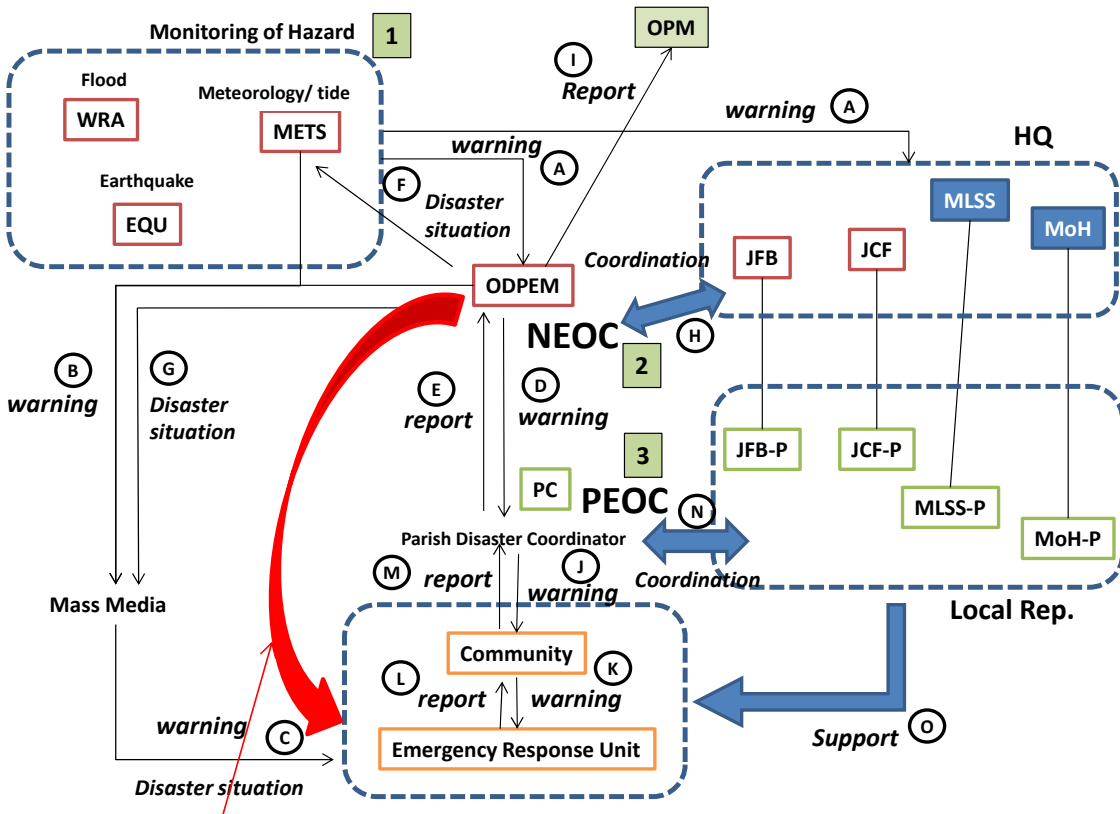 Monitoring of Hazard
1
OPM
Flood
WRA
Meteorology/ tide
METS
Earthquake
EQU
I
Report
warning
A
HQ
warning
A
F
Disaster
situation
MLSS
MoH
JFB
JCF
Coordination
ODPEM
NEOC
H
2
B
warning
G
Disaster
situation
E
report
D
warning
3
PC
PEOC
N
JFB-P
JCF-P
MLSS-P
MoH-P
Parish Disaster Coordinator
Coordination
M
report
J
warning
Mass Media
Local Rep.
Community
L
report
K
warning
Emergency Response Unit
warning
C
Disaster situation
Support
O